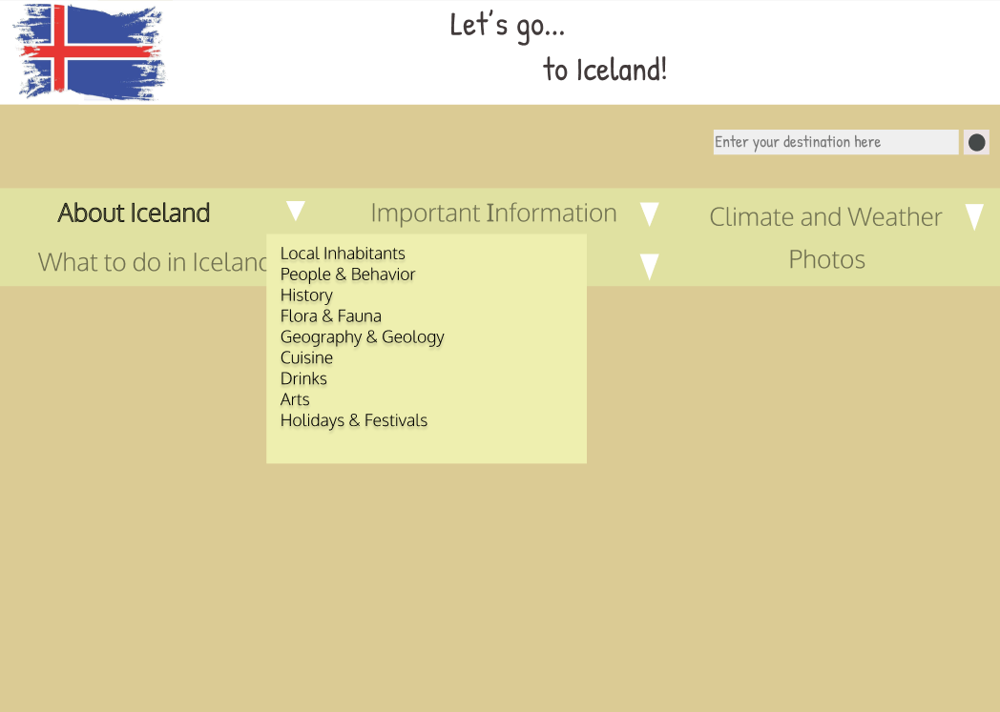 Let's go...
to Iceland!
Enter your destination here
About Iceland
Important Information
Climate and Weather
What to do in Iceland
Photos
Local Inhabitants
People & Behavior
History
Flora & Fauna
Geography & Geology
Cuisine
Drinks
Arts
Holidays & Festivals